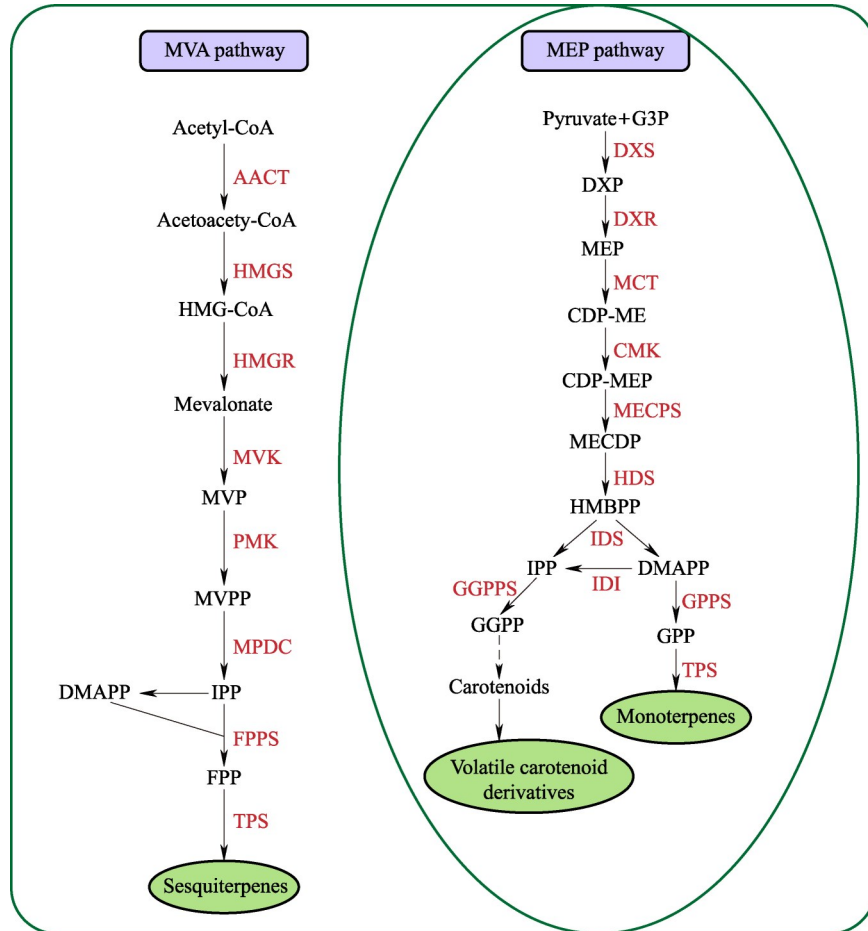 MVA pathway
Acetyl-CoA
AACT
Acetoacety-CoA
HMGS
HMG-CoA
HMGR
Mevalonate
MVK
MVP
PMK
MVPP
MPDC
DMAPP
IPP
FPPS
FPP
TPS
Sesquiterpenes
MEP pathway
Pyruvate+G3P
DXS
DXP
DXR
MEP
MCT
CDP-ME
CMK
CDP-MEP
MECPS
MECDP
HDS
HMBPP
IDS
IPP
DMAPP
IDI
GGPPS
GPPS
GGPP
GPP
TPS
Carotenoids
Monoterpenes
Volatile carotenoid
derivatives